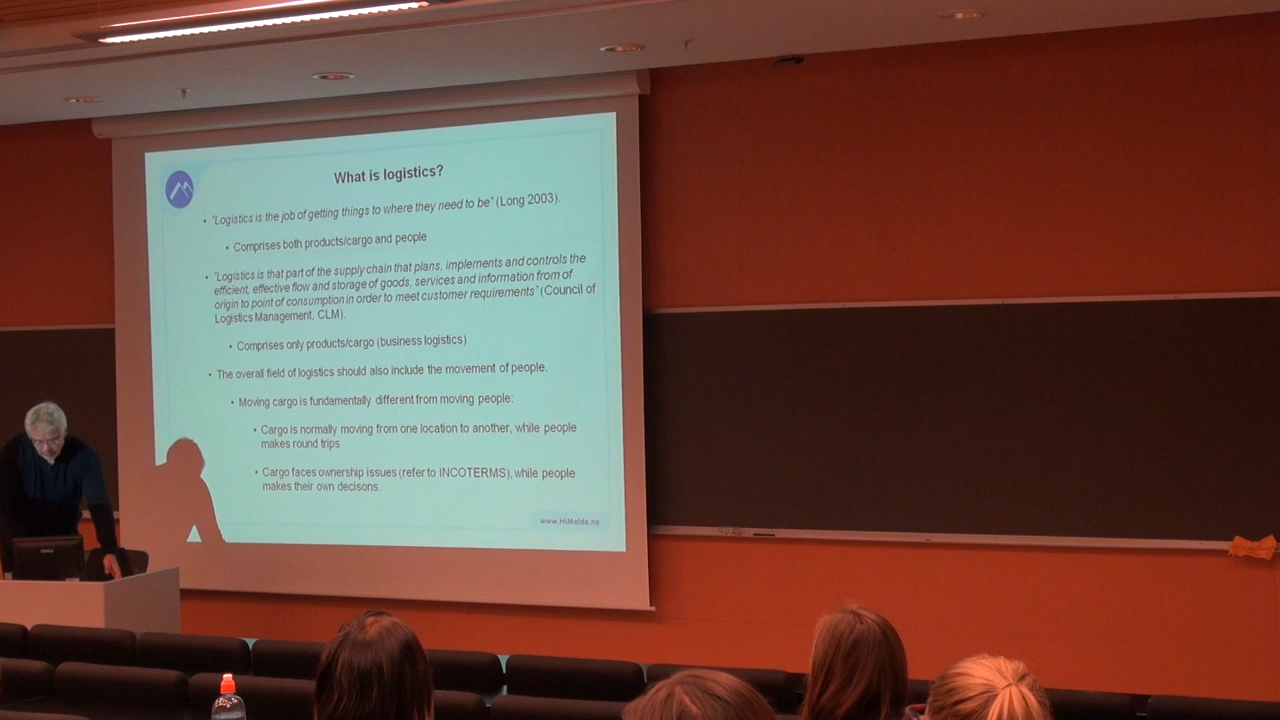 What is logistics?
• "Logistics is the job of getting things to where they need to be" (Long 2003).
• Comprises both products/cargo and people
• "Logistics is that part of the supply chain that plans, implements and controls the
efficient, effective flow and storage of goods, services and information from of
origin to point of consumption in order to meet customer requirements" (Council of
Logistics Management, CLM).
• Comprises only products/cargo (business logistics)
• The overall field of logistics should also include the movement of people.
• Moving cargo is fundamentally different from moving people:
• Cargo is normally moving from one location to another, while people
makes round trips
• Cargo faces ownership issues (refer to INCOTERMS), while people
makes their own decisons.
www.HiMolde.no
DELL